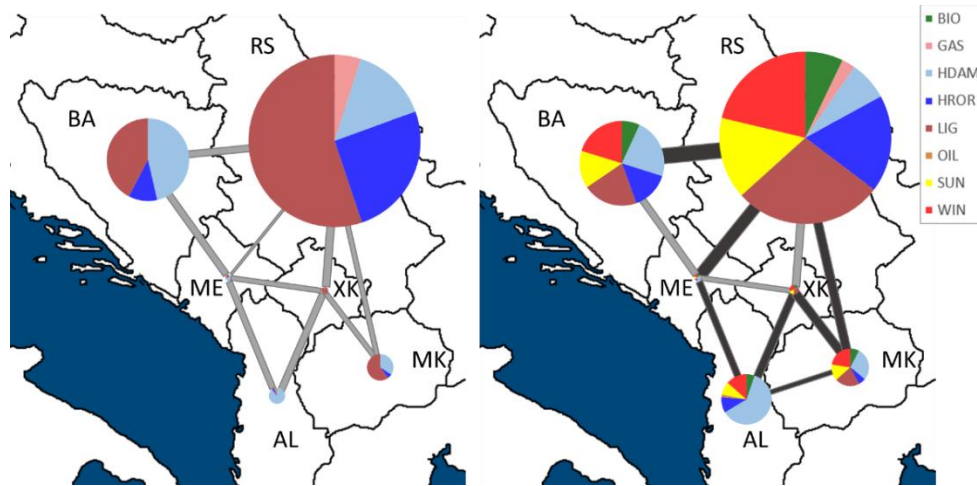 RS
BA
ME
XK
MK
AL
RS
BA
ME
XK
MK
AL
BIO
GAS
HDAM
HROR
LIG
OIL
SUN
WIN